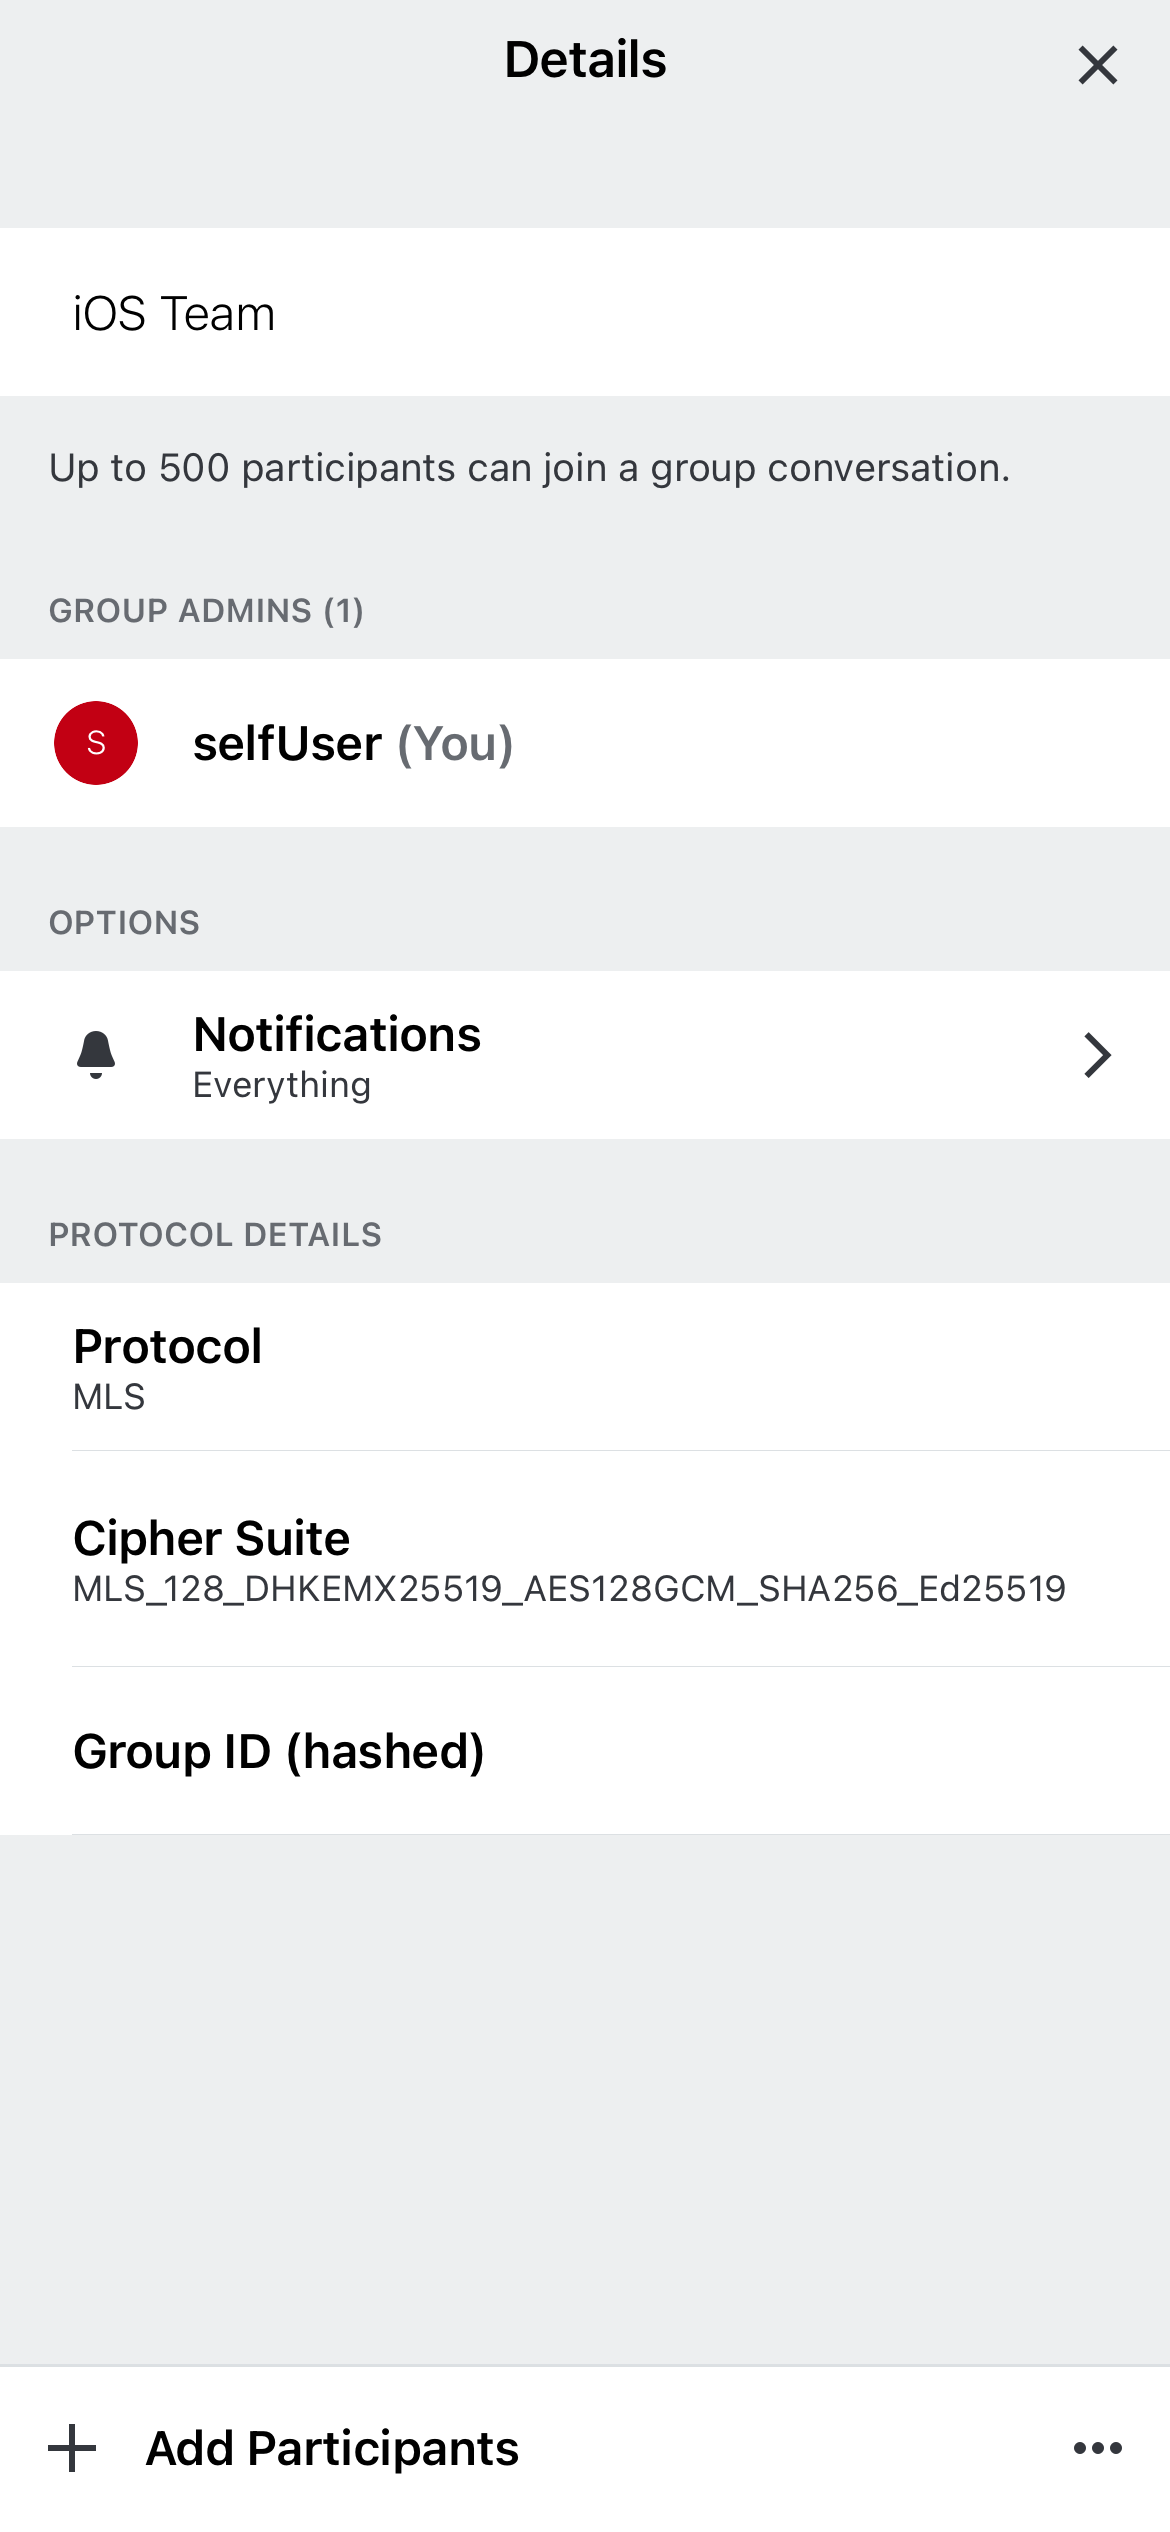 Details
iOS Team
Up to 500 participants can join a group conversation.
GROUP ADMINS (1)
S
selfUser (You)
OPTIONS
Notifications
Everything
PROTOCOL DETAILS
Protocol
MLS
Cipher Suite
MLS_128_DHKEMX25519_AES128GCM_SHA256_Ed25519
Group ID (hashed)
Add Participants